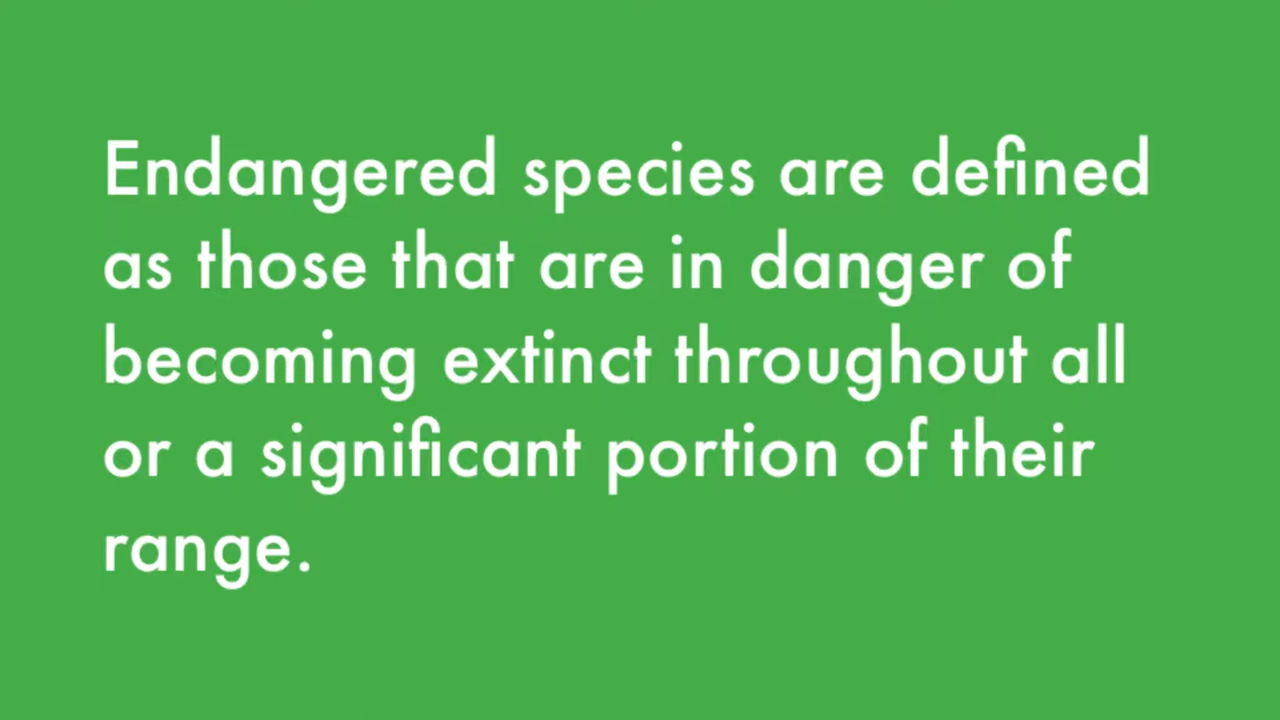 Endangered species are defined
as those that are in danger of
becoming extinct throughout all
or a significant portion of their
range.